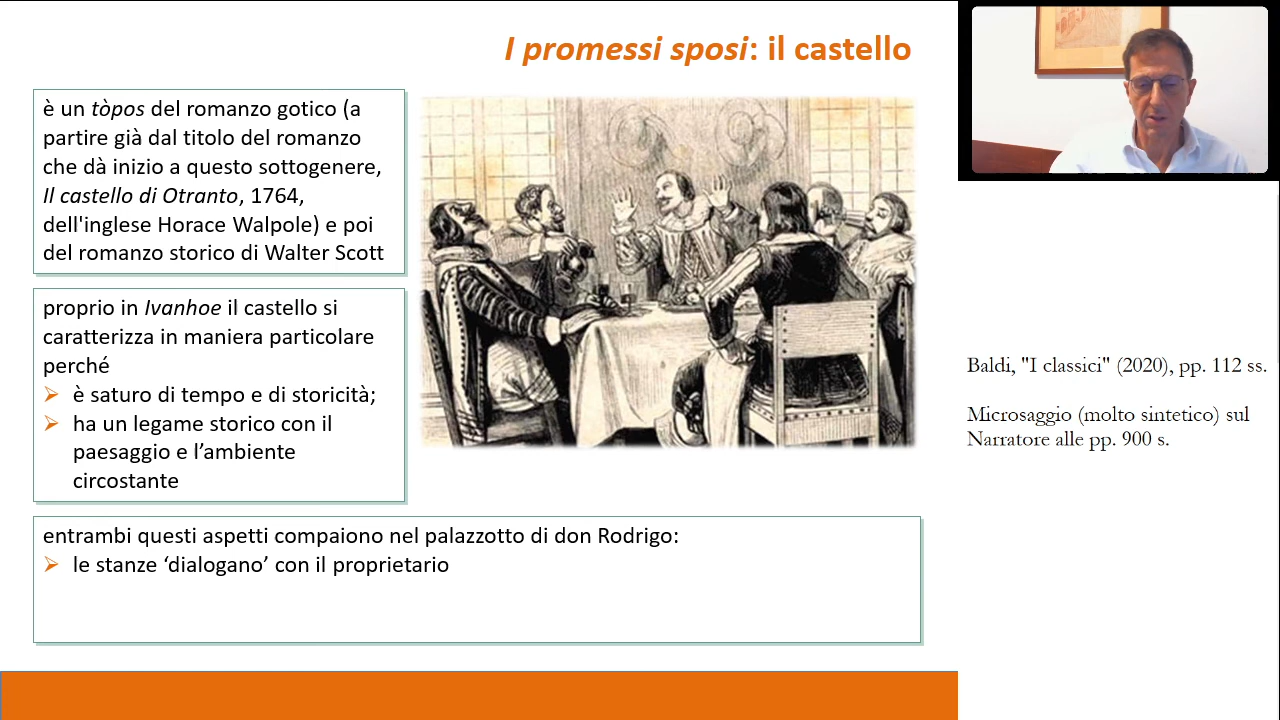 I promessi sposi: il castello
è un tòpos del romanzo gotico (a
partire già dal titolo del romanzo
che dà inizio a questo sottogenere,
Il castello di Otranto, 1764,
dell'inglese Horace Walpole) e poi
del romanzo storico di Walter Scott
proprio in Ivanhoe il castello si
caratterizza in maniera particolare
perché
è saturo di tempo e di storicità;
ha un legame storico con il
paesaggio e l’ambiente
circostante
entrambi questi aspetti compaiono nel palazzotto di don Rodrigo:
le stanze ‘dialogano’ con il proprietario
Baldi, "I classici" (2020), pp. 112 ss.
Microsaggio (molto sintetico) sul
Narratore alle pp. 900 s.